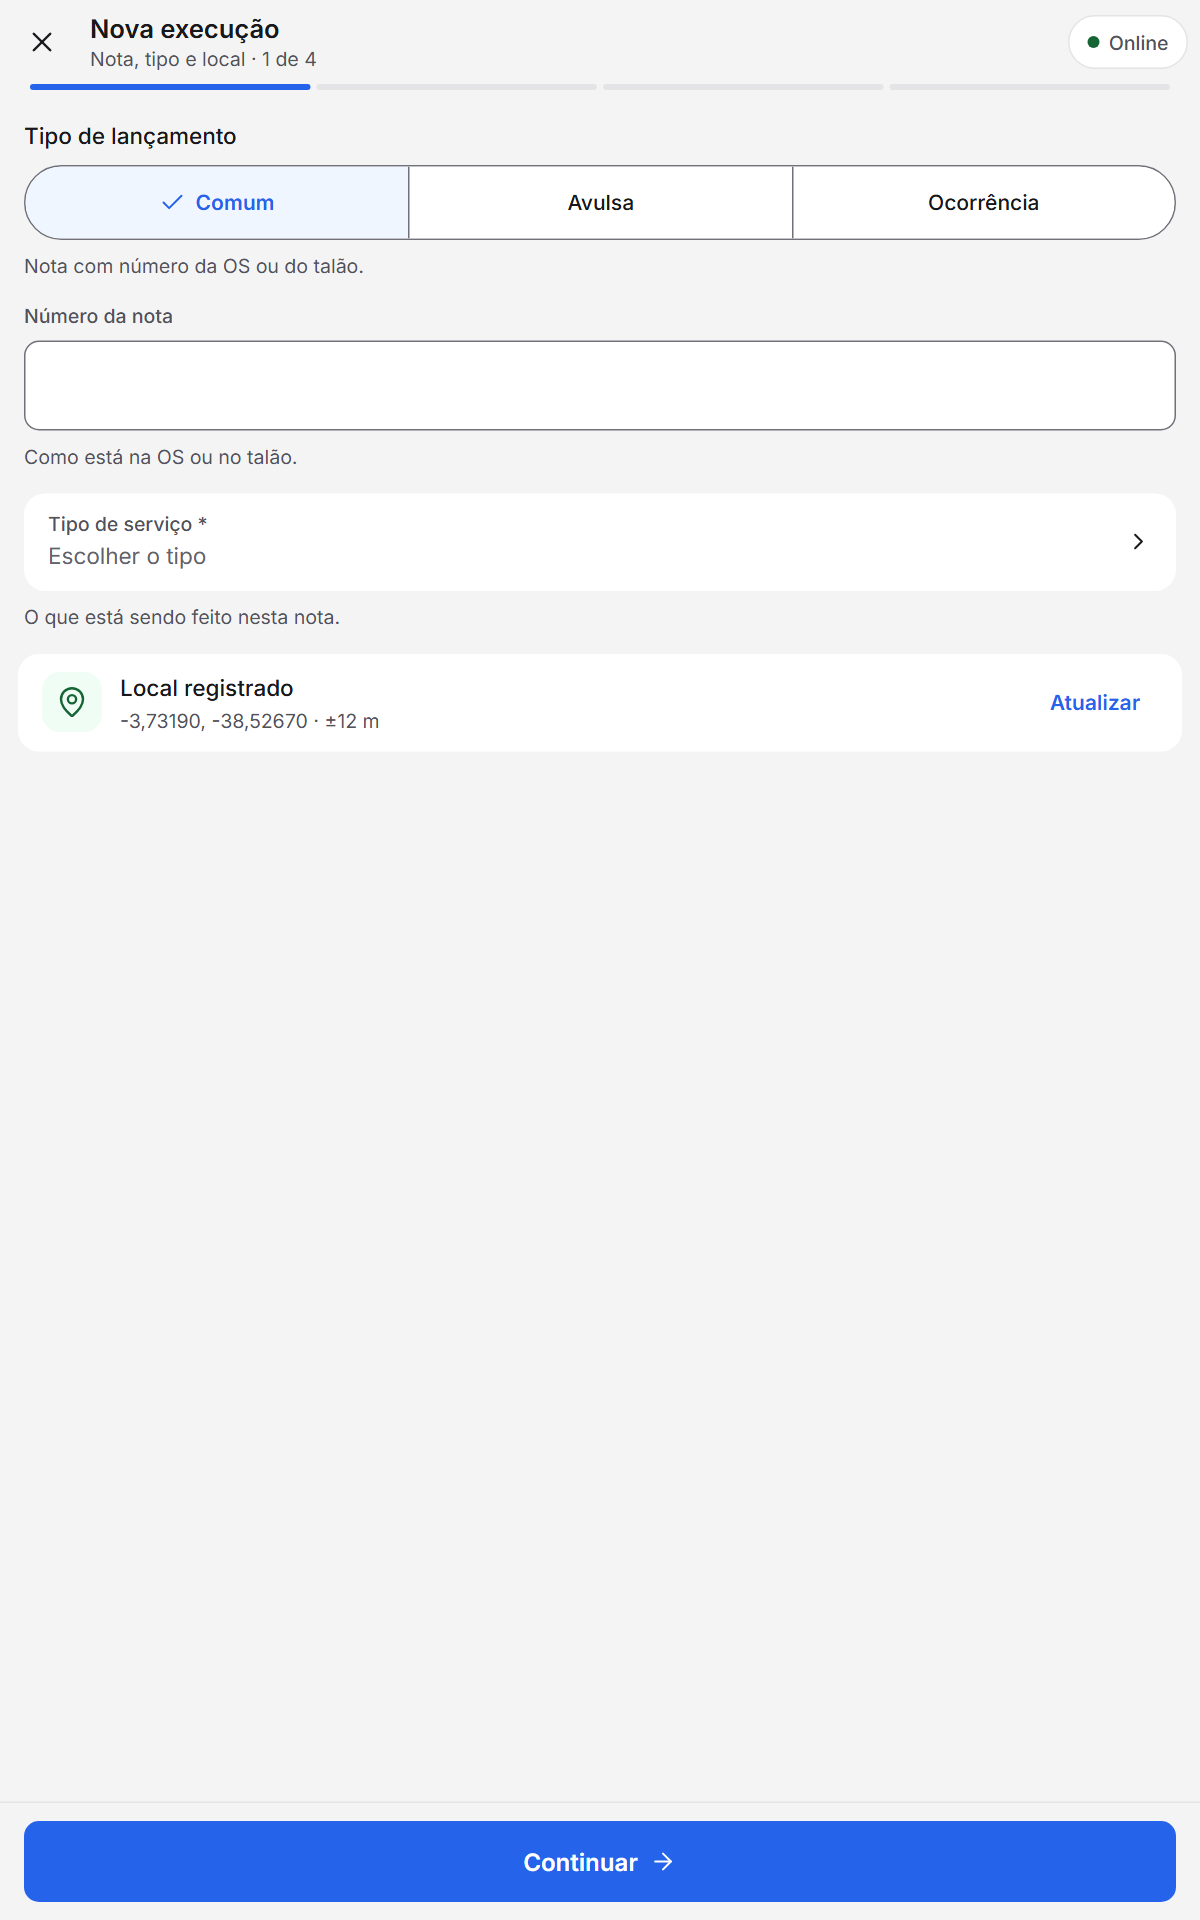 Nova execução
Nota, tipo e local · 1 de 4
Online
Tipo de lançamento
Comum
Avulsa
Ocorrência
Nota com número da OS ou do talão.
Número da nota
Como está na OS ou no talão.
Tipo de serviço *
Escolher o tipo
O que está sendo feito nesta nota.
Local registrado
-3,73190, -38,52670 · ±12 m
Atualizar
Continuar